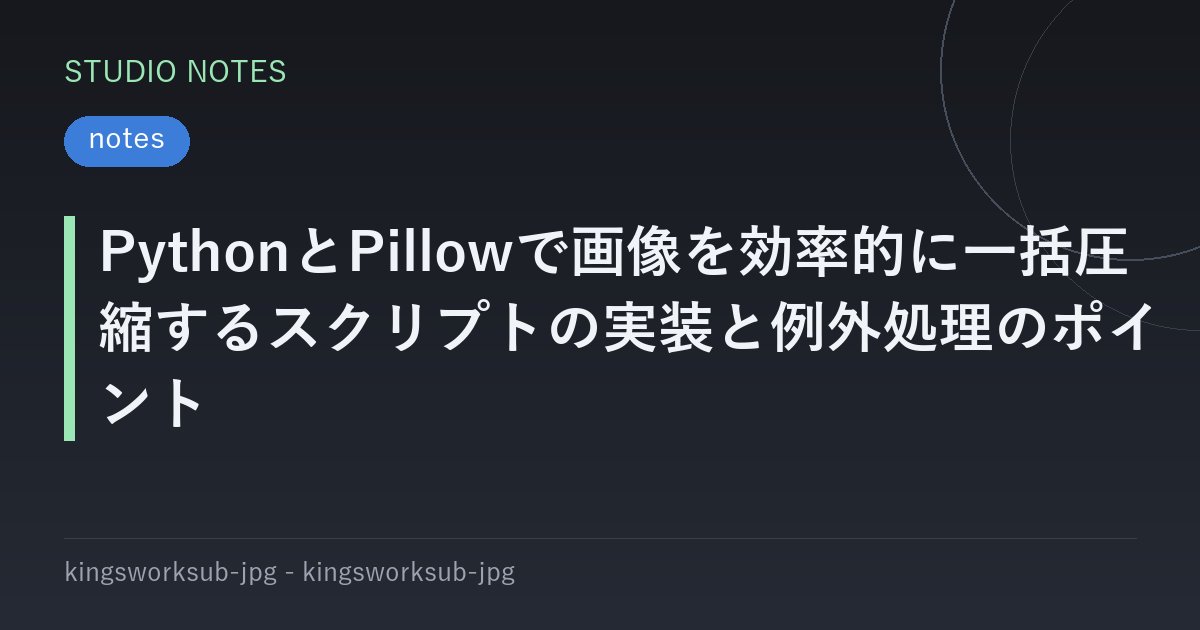 STUDIO NOTES
notes
PythonとPillowで画像を効率的に一括圧
縮するスクリプトの実装と例外処理のポイ
ント
kingsworksub-jpg - kingsworksub-jpg